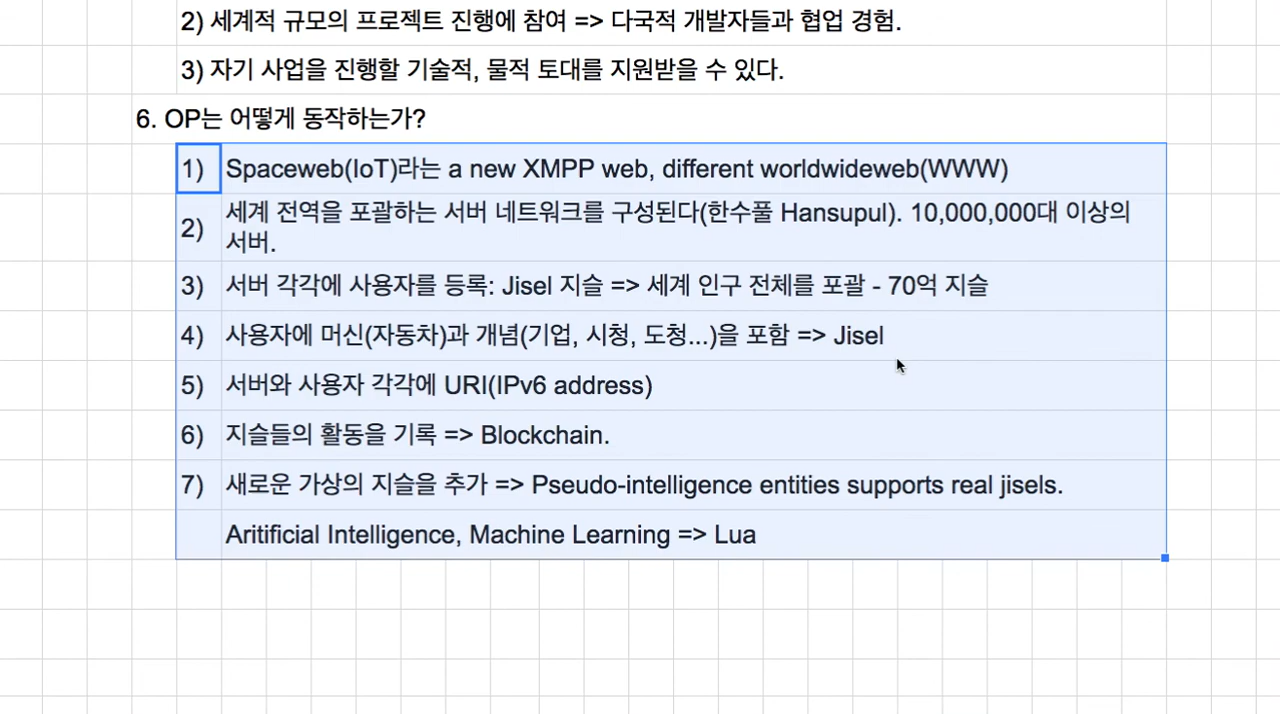 2) 세계적 규모의 프로젝트 진행에 참여 => 다국적 개발자들과 협업 경험.
3) 자기 사업을 진행할 기술적, 물적 토대를 지원받을 수 있다.
6. OP는 어떻게 동작하는가?
1) Spaceweb(IoT)라는 a new XMPP web, different worldwideweb(WWW)
2) 세계 전역을 포괄하는 서버 네트워크를 구성된다(한수풀 Hansupul). 10,000,000대 이상의
서버.
3) 서버 각각에 사용자를 등록: Jisel 지슬 => 세계 인구 전체를 포괄 - 70억 지슬
4) 사용자에 머신(자동차)과 개념(기업, 시청, 도청...)을 포함 => Jisel
5) 서버와 사용자 각각에 URI(IPv6 address)
6) 지슬들의 활동을 기록 => Blockchain.
7) 새로운 가상의 지슬을 추가 => Pseudo-intelligence entities supports real jisels.
Aritificial Intelligence, Machine Learning => Lua